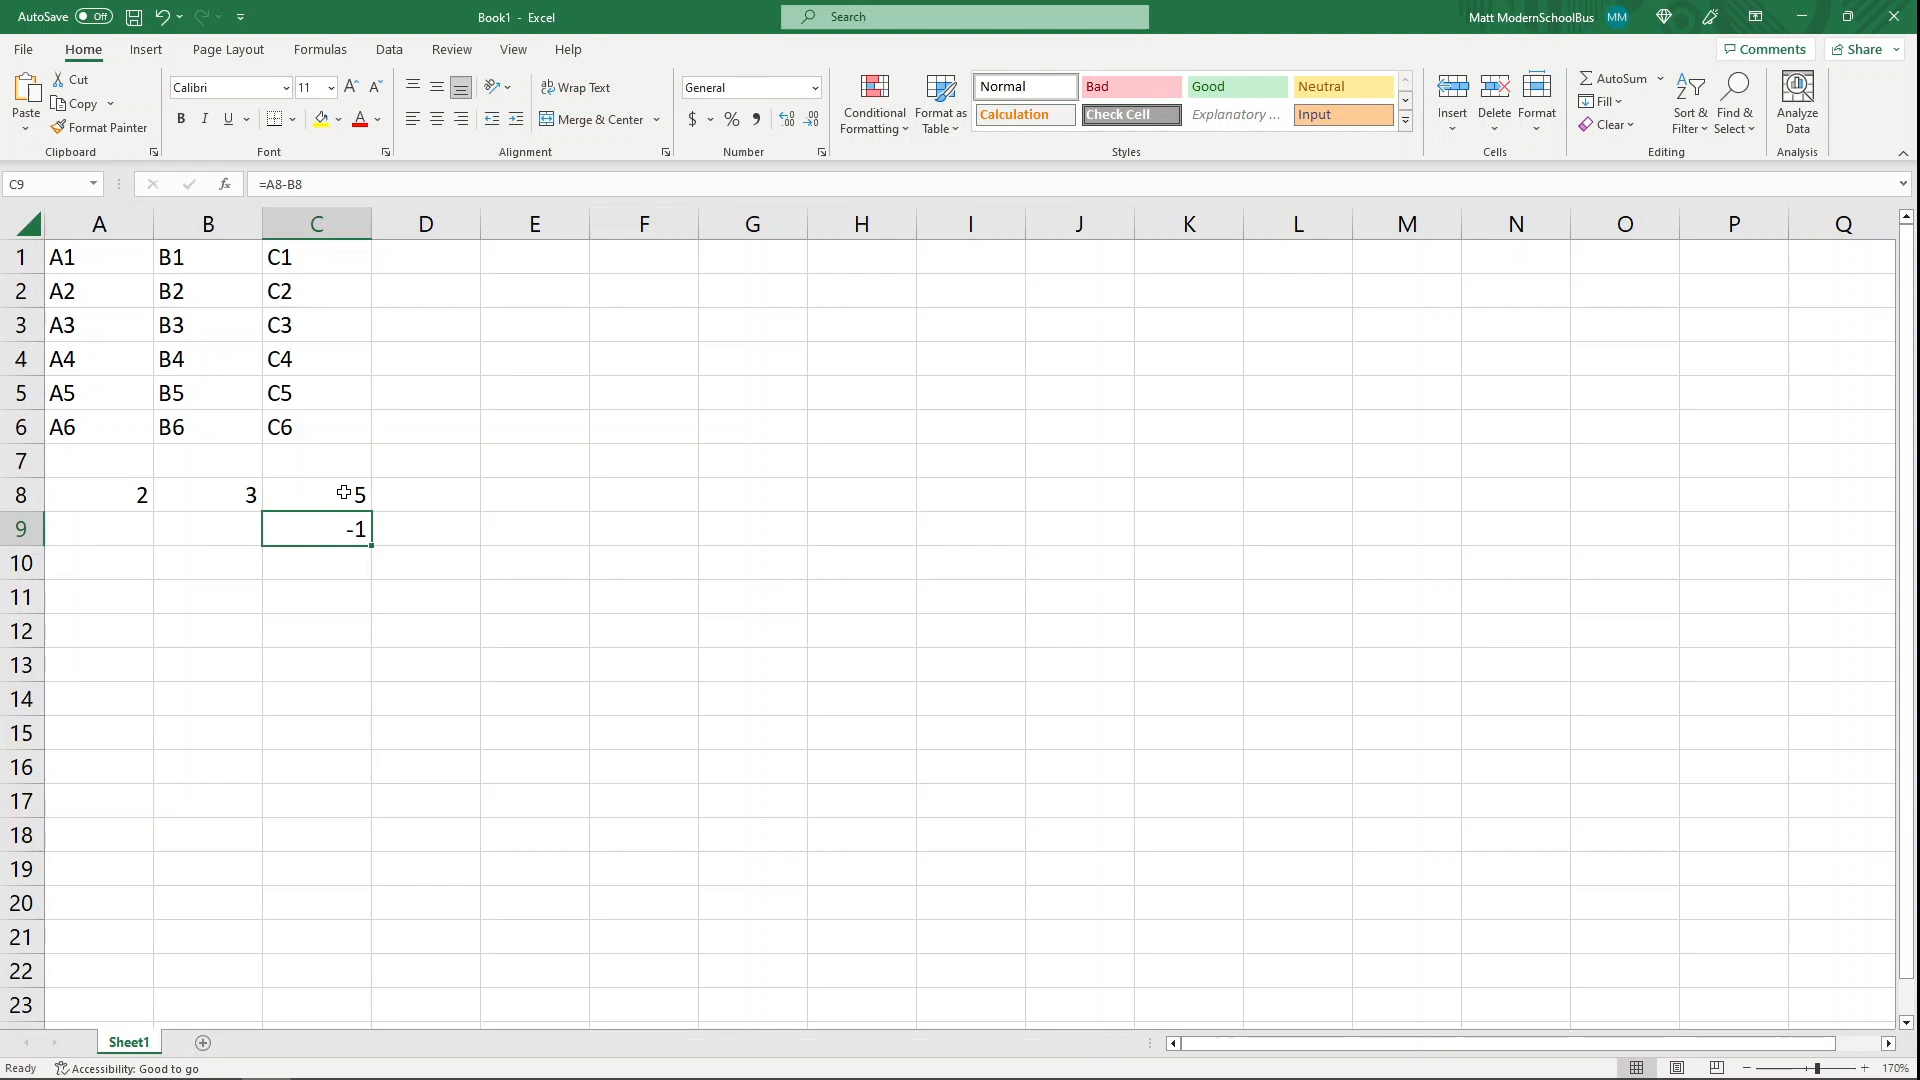 AutoSave Off Book1 - Excel Search Matt ModernSchoolBus MM
File Home Insert Page Layout Formulas Data Review View Help Comments Share
Paste Cut Copy Format Painter Clipboard
Calibri 11 A A B I U A Font
Wrap Text Merge & Center Alignment
General $ % Number
Conditional Formatting Format as Table
Normal Bad Good Neutral
Calculation Check Cell Explanatory ... Input
Styles
Insert Delete Format Cells
AutoSum Fill Clear Sort & Filter Find & Select Editing
Analyze Data Analysis
C9 fx =A8-B8
A B C D E F G H I J K L M N O P Q
1 A1 B1 C1
2 A2 B2 C2
3 A3 B3 C3
4 A4 B4 C4
5 A5 B5 C5
6 A6 B6 C6
7
8 2 3 5
9 -1
10
11
12
13
14
15
16
17
18
19
20
21
22
23
Sheet1
Ready Accessibility: Good to go 170%